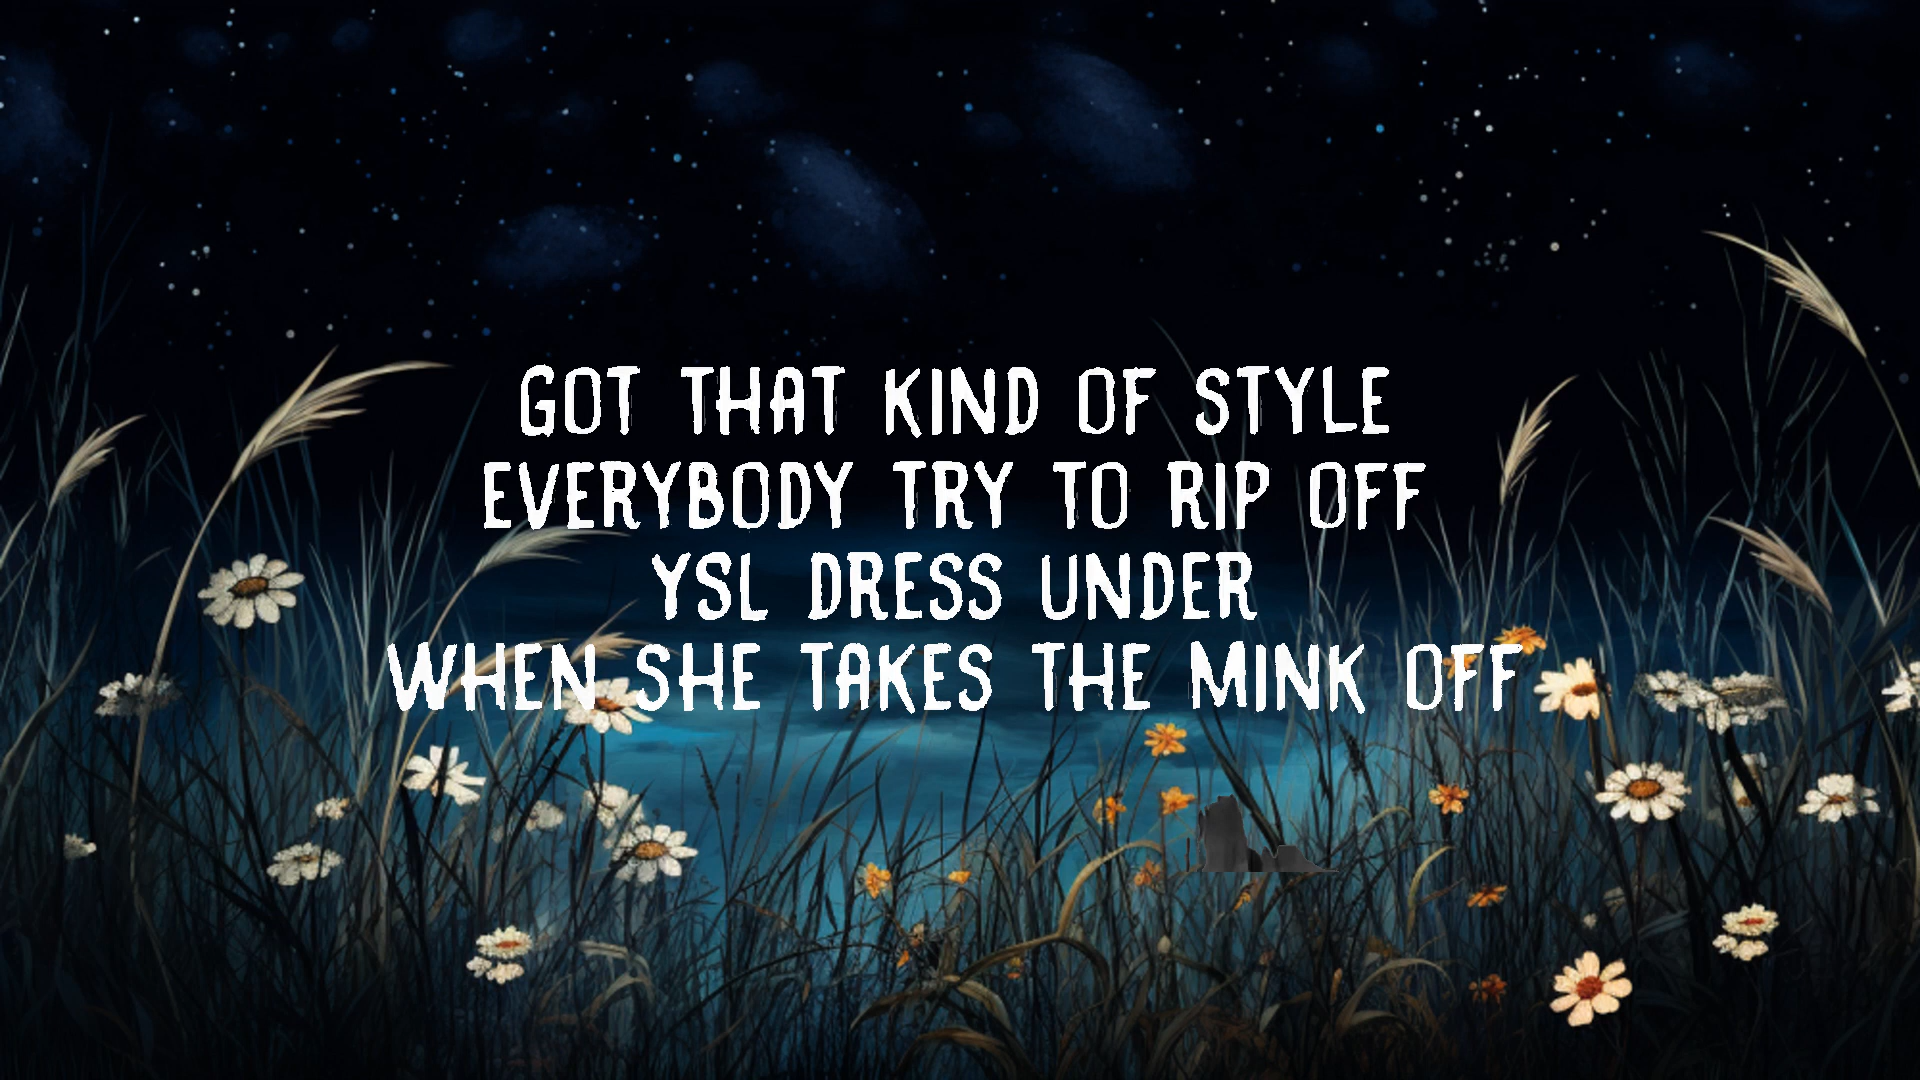 GOT THAT KIND OF STYLE
EVERYBODY TRY TO RIP OFF
YSL DRESS UNDER
WHEN SHE TAKES THE MINK OFF